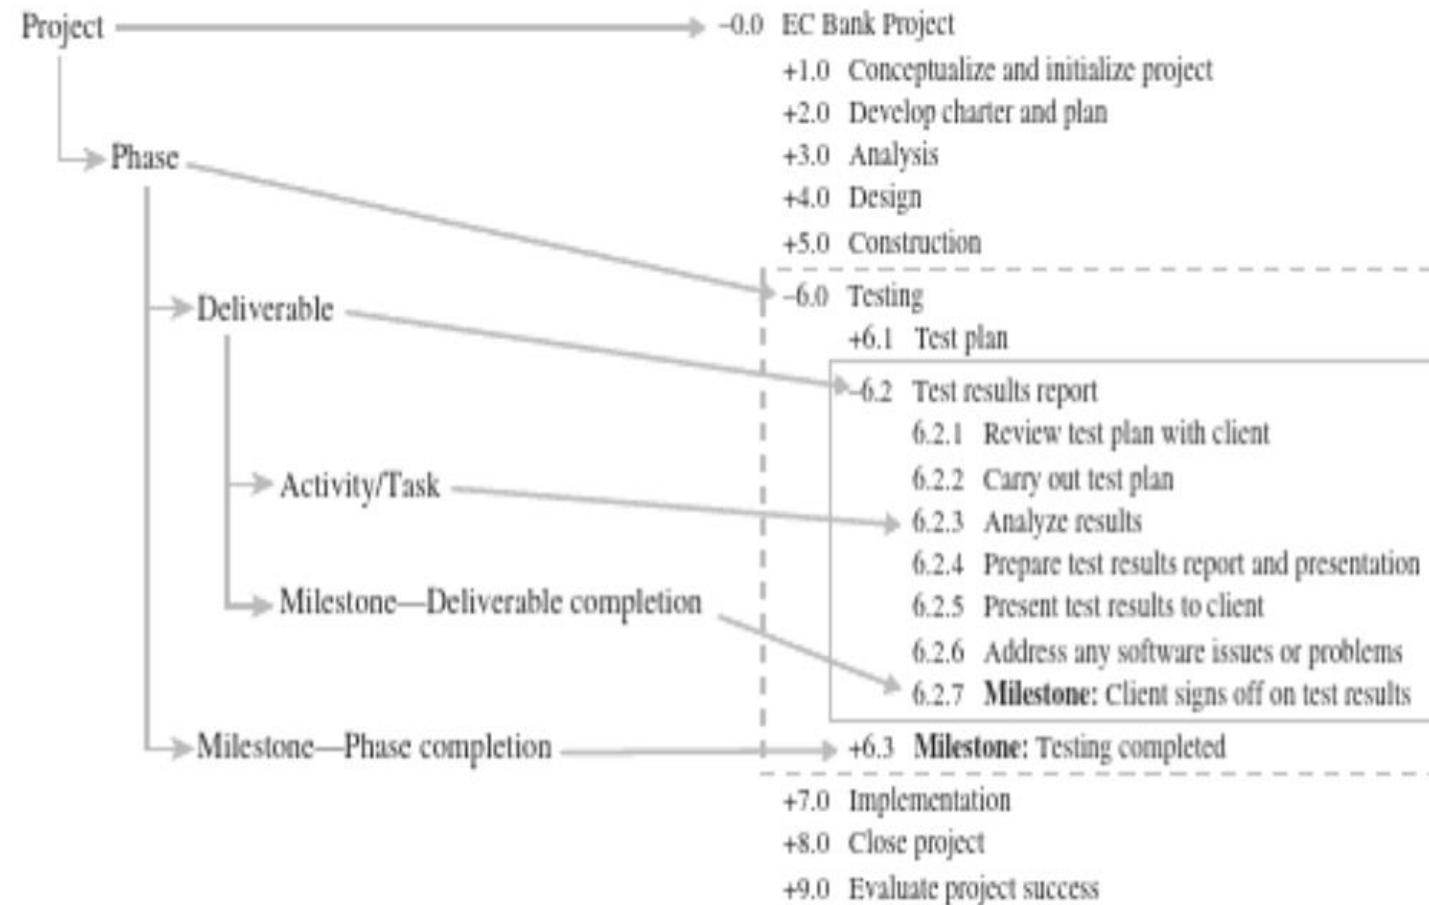 Project –0.0 EC Bank Project
+1.0 Conceptualize and initialize project
+2.0 Develop charter and plan
Phase +3.0 Analysis
+4.0 Design
+5.0 Construction
–6.0 Testing
Deliverable
+6.1 Test plan
–6.2 Test results report
6.2.1 Review test plan with client
Activity/Task 6.2.2 Carry out test plan
6.2.3 Analyze results
6.2.4 Prepare test results report and presentation
Milestone—Deliverable completion 6.2.5 Present test results to client
6.2.6 Address any software issues or problems
6.2.7 Milestone: Client signs off on test results
Milestone—Phase completion +6.3 Milestone: Testing completed
+7.0 Implementation
+8.0 Close project
+9.0 Evaluate project success